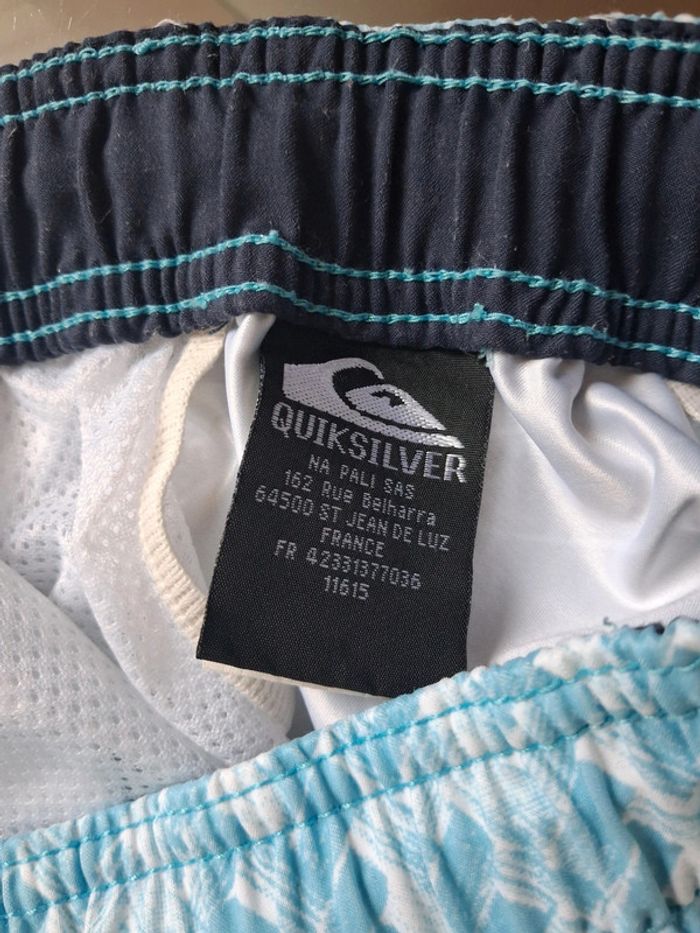 QUIKSILVER
NA PALI SAS
162 Rue Belharra
64500 ST JEAN DE LUZ
FRANCE
FR 42331377036
11615